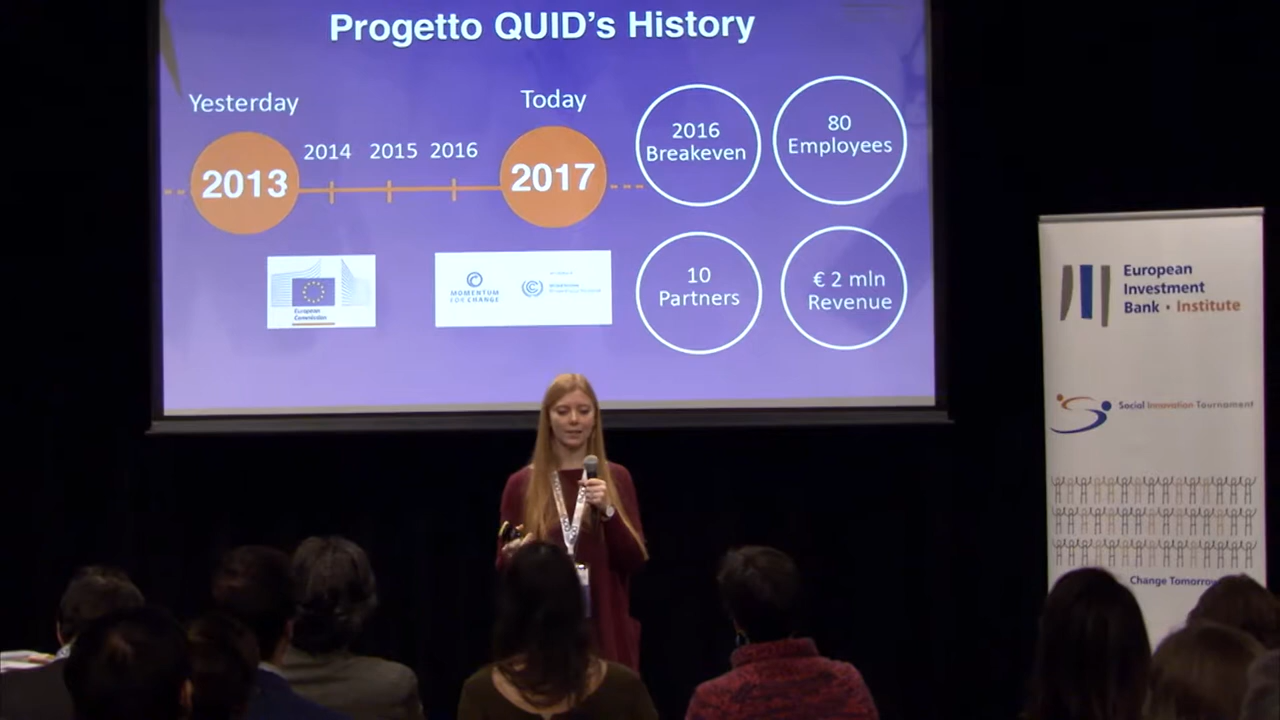 Progetto QUID's History
Yesterday
Today
2013
2014
2015
2016
2017
2016
Breakeven
80
Employees
10
Partners
€ 2 mln
Revenue
European
Commission
MOMENTUM
FOR CHANGE
European
Investment
Bank • Institute
Social Innovation Tournament
Change Tomorrow